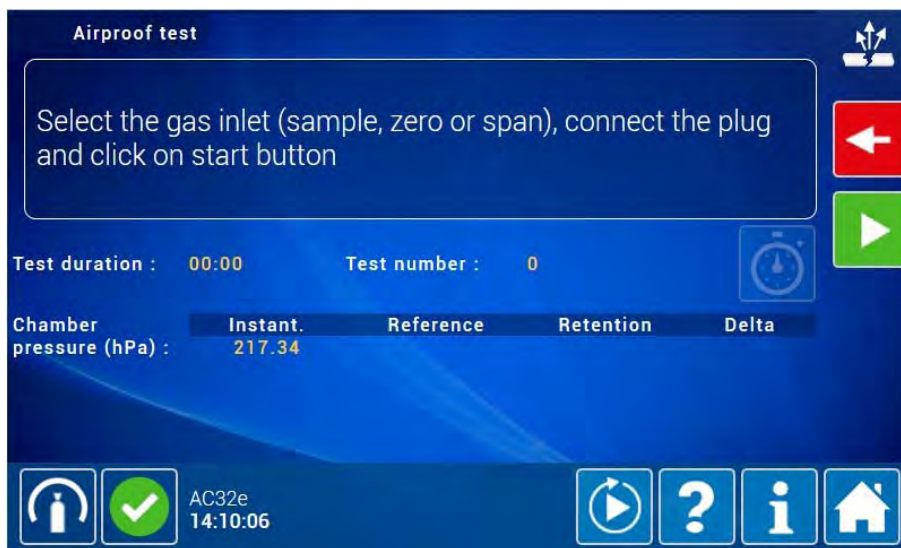 Airproof test
Select the gas inlet (sample, zero or span), connect the plug
and click on start button
Test duration : 00:00 Test number : 0
Chamber Instant. Reference Retention Delta
pressure (hPa) : 217.34
AC32e
14:10:06
? i